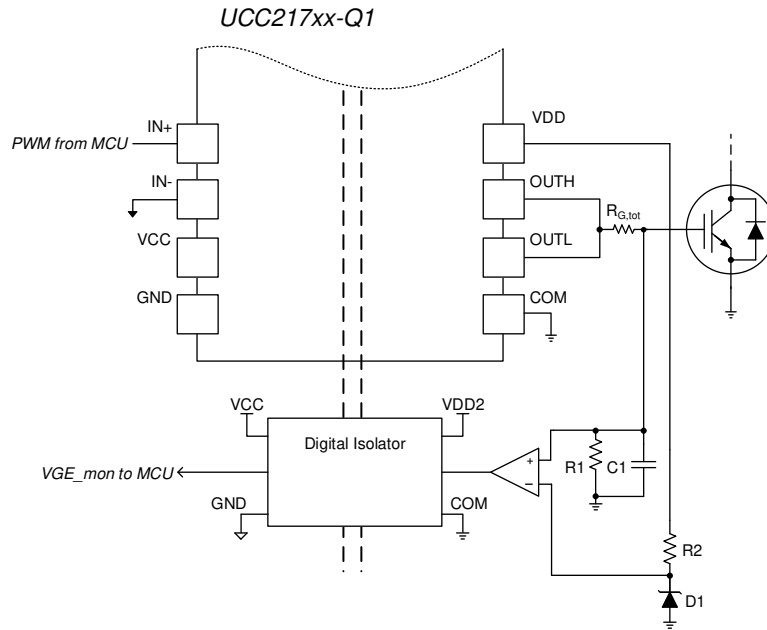 UCC217xx-Q1
IN+
VDD
PWM from MCU
IN-
OUTH
RG,tot
VCC
OUTL
GND
COM
VCC
VDD2
Digital Isolator
+
R1
C1
VGE_mon to MCU
−
GND
COM
R2
D1